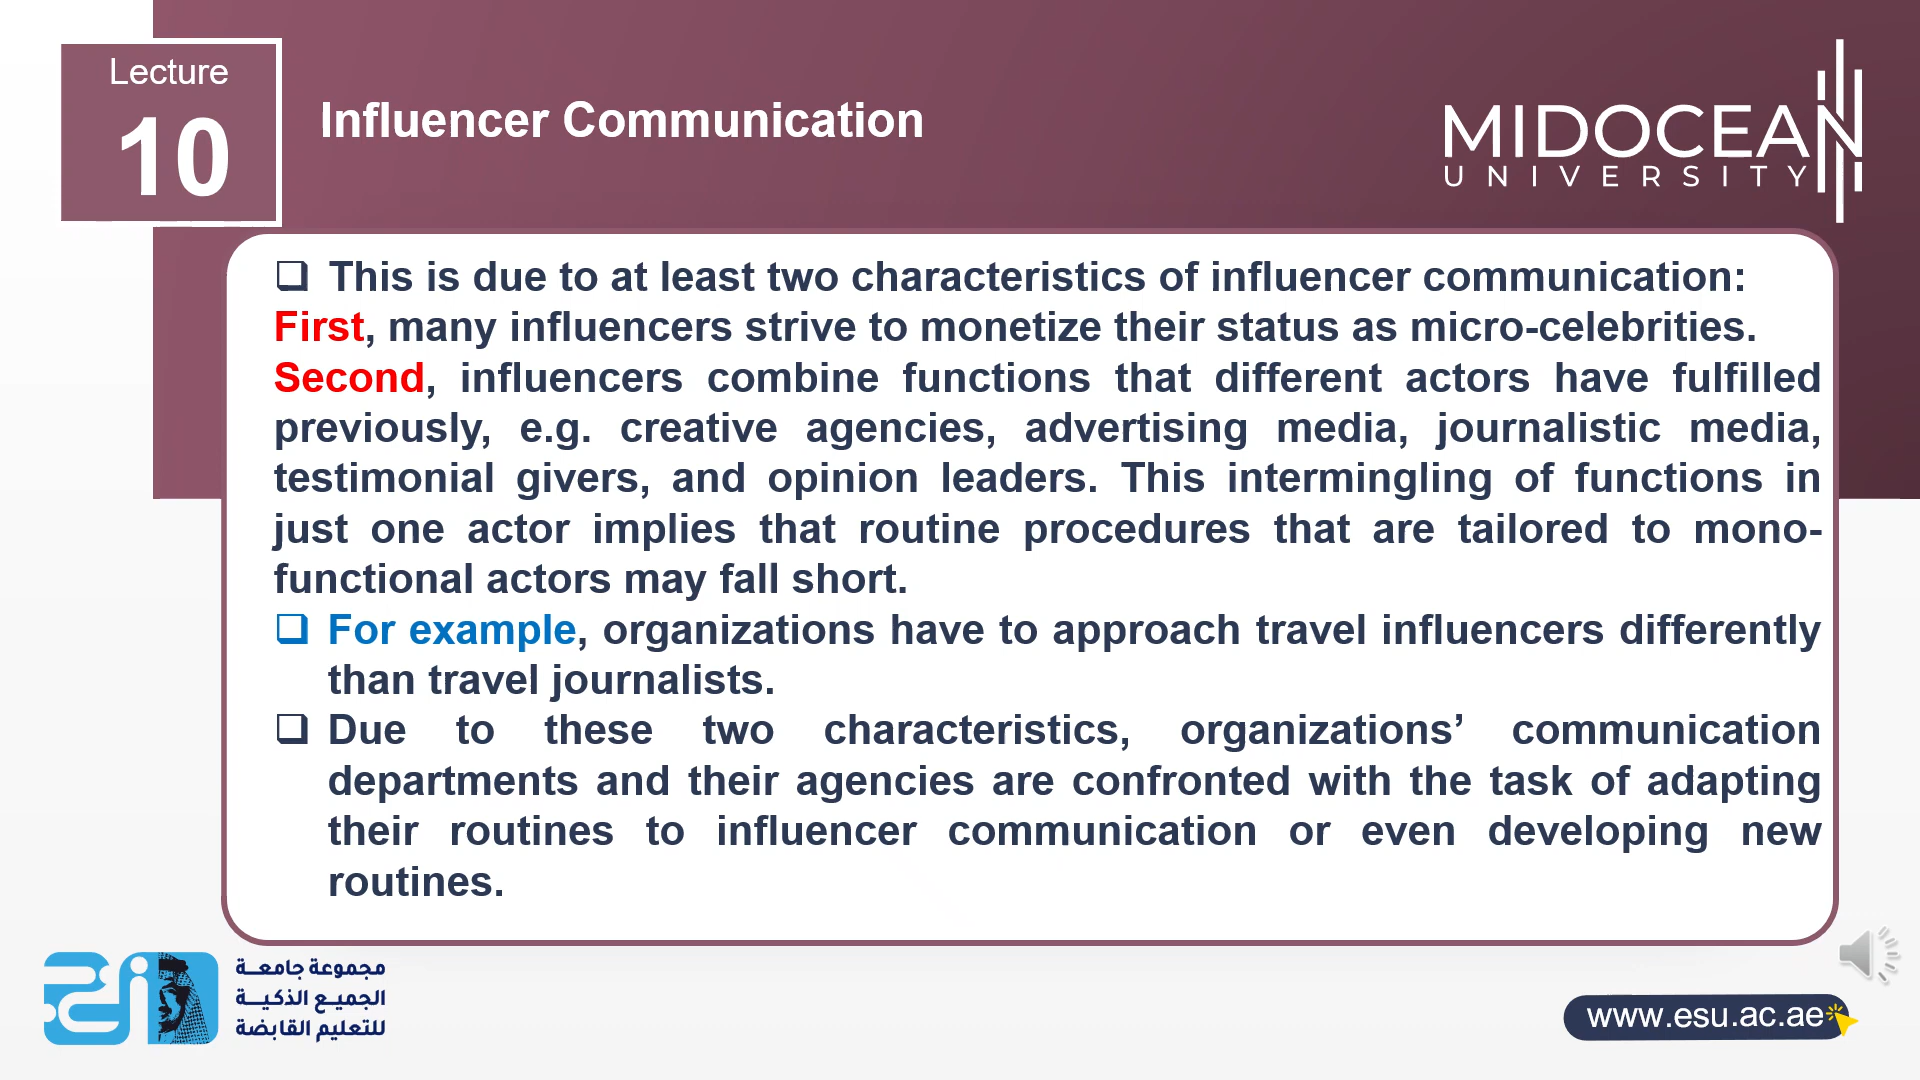 Lecture
10
Influencer Communication
MIDOCEAN
UNIVERSITY
This is due to at least two characteristics of influencer communication:
First, many influencers strive to monetize their status as micro-celebrities.
Second, influencers combine functions that different actors have fulfilled
previously, e.g. creative agencies, advertising media, journalistic media,
testimonial givers, and opinion leaders. This intermingling of functions in
just one actor implies that routine procedures that are tailored to mono-
functional actors may fall short.
For example, organizations have to approach travel influencers differently
than travel journalists.
Due to these two characteristics, organizations’ communication
departments and their agencies are confronted with the task of adapting
their routines to influencer communication or even developing new
routines.
مجموعة جامعـــة
الجميـع الذكـيــــة
للتعليم القابضة
www.esu.ac.ae